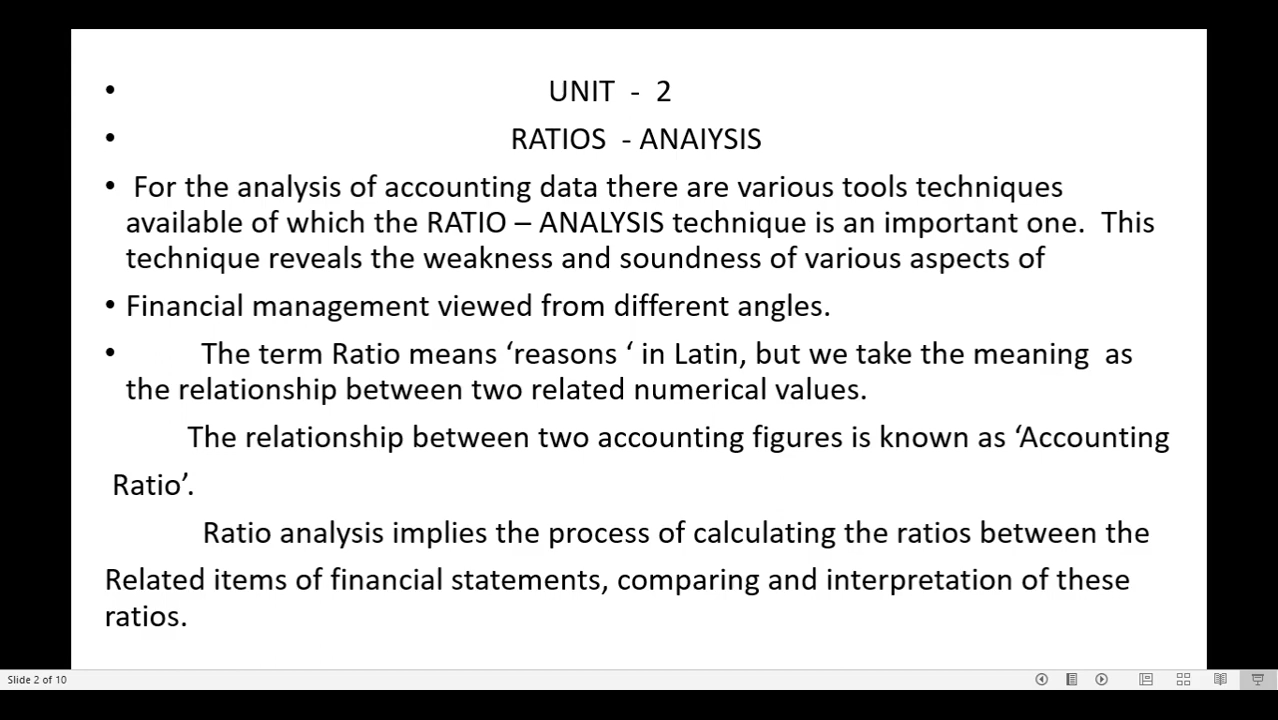 • UNIT - 2
• RATIOS - ANAIYSIS
• For the analysis of accounting data there are various tools techniques
available of which the RATIO – ANALYSIS technique is an important one. This
technique reveals the weakness and soundness of various aspects of
• Financial management viewed from different angles.
• The term Ratio means ‘reasons ‘ in Latin, but we take the meaning as
the relationship between two related numerical values.
The relationship between two accounting figures is known as ‘Accounting
Ratio’.
Ratio analysis implies the process of calculating the ratios between the
Related items of financial statements, comparing and interpretation of these
ratios.
Slide 2 of 10